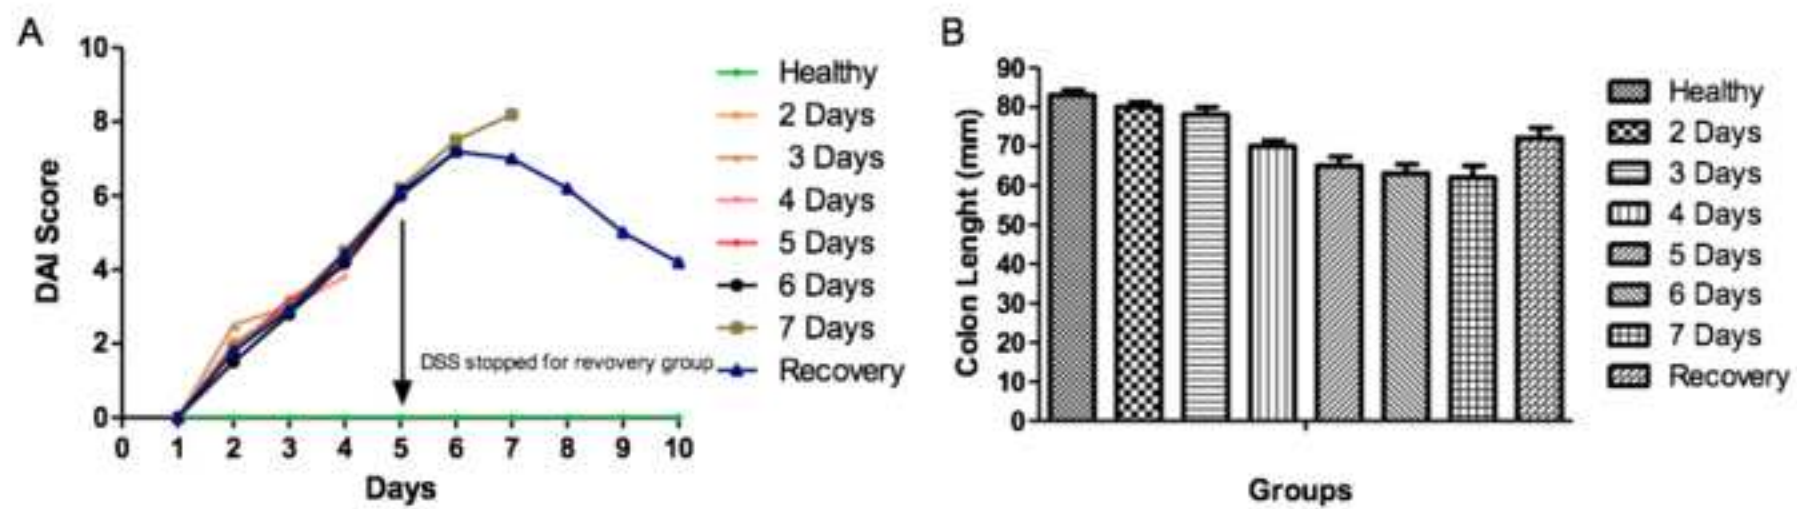 A
10
8
6
4
2
0
DAI Score
0 1 2 3 4 5 6 7 8 9 10
Days
DSS stopped for revovery group
Healthy
2 Days
3 Days
4 Days
5 Days
6 Days
7 Days
Recovery
B
90
80
70
60
50
40
30
20
10
0
Colon Lenght (mm)
Groups
Healthy
2 Days
3 Days
4 Days
5 Days
6 Days
7 Days
Recovery